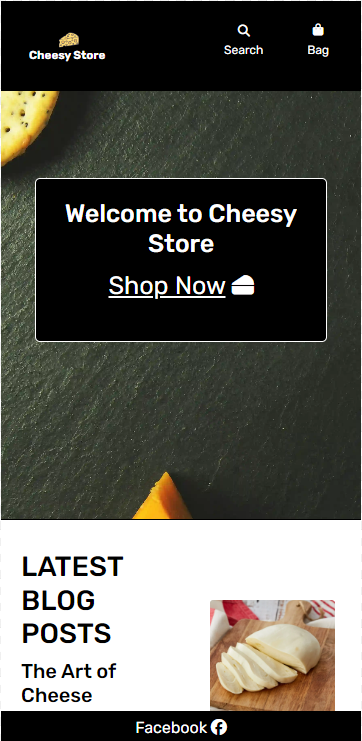 Cheesy Store
Search
Bag
Welcome to Cheesy
Store
Shop Now
LATEST
BLOG
POSTS
The Art of
Cheese
Facebook